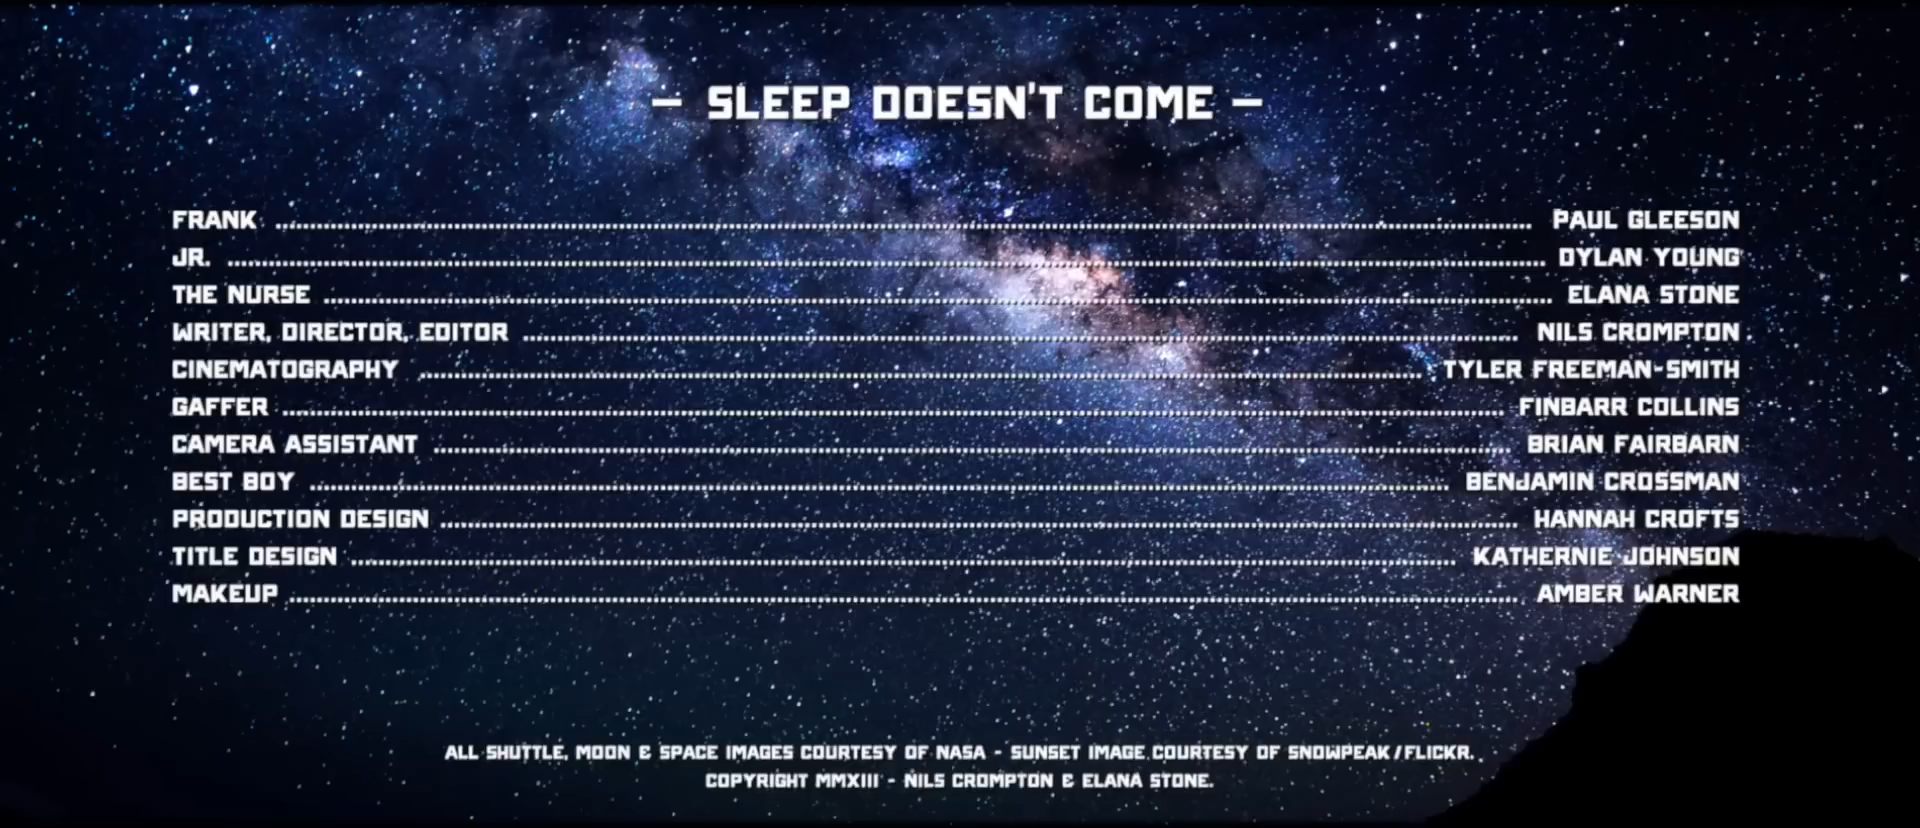 – SLEEP DOESN'T COME –
FRANK ........ PAUL GLEESON
JR. ........ DYLAN YOUNG
THE NURSE ........ ELANA STONE
WRITER, DIRECTOR, EDITOR ........ NILS CROMPTON
CINEMATOGRAPHY ........ TYLER FREEMAN-SMITH
GAFFER ........ FINBARR COLLINS
CAMERA ASSISTANT ........ BRIAN FAIRBARN
BEST BOY ........ BENJAMIN CROSSMAN
PRODUCTION DESIGN ........ HANNAH CROFTS
TITLE DESIGN ........ KATHERNIE JOHNSON
MAKEUP ........ AMBER WARNER
ALL SHUTTLE, MOON & SPACE IMAGES COURTESY OF NASA - SUNSET IMAGE COURTESY OF SNOWPEAK/FLICKR.
COPYRIGHT MMXIII - NILS CROMPTON & ELANA STONE.